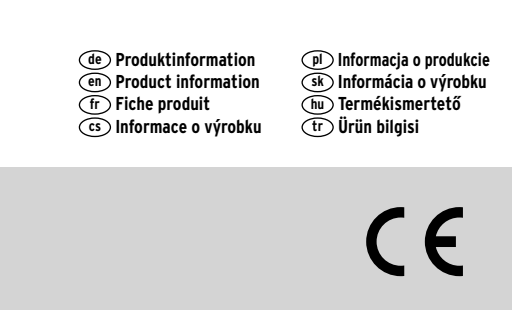 de Produktinformation
en Product information
fr Fiche produit
cs Informace o výrobku
pl Informacja o produkcie
sk Informácia o výrobku
hu Termékismertető
tr Ürün bilgisi
CE